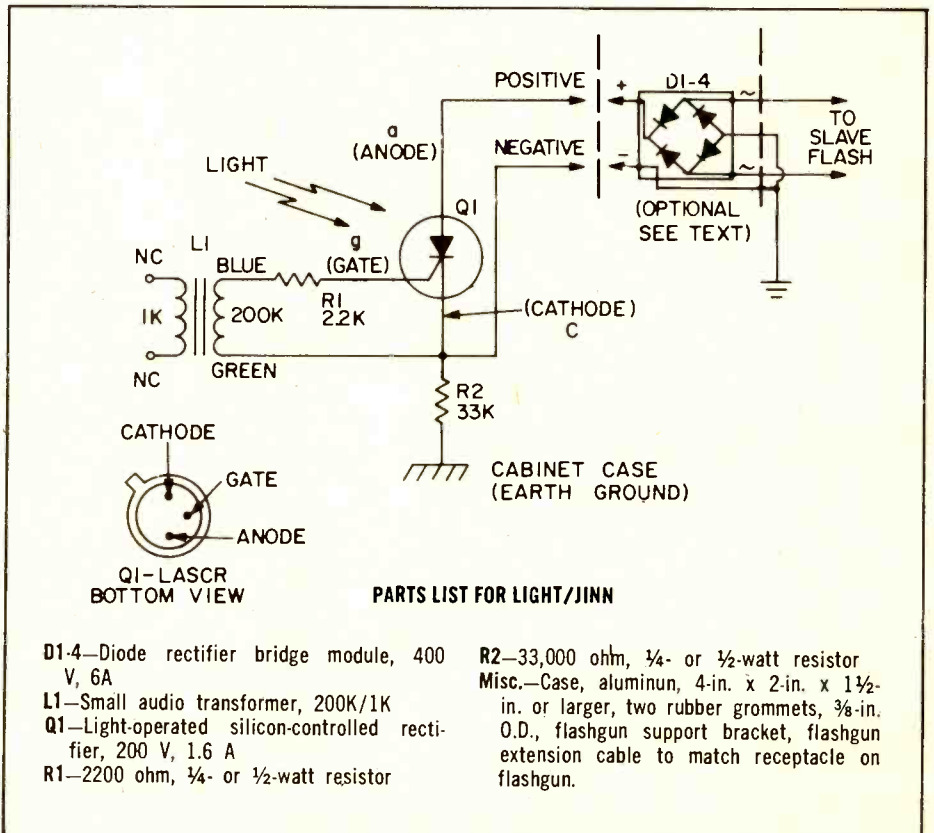 POSITIVE
+
D1-4
~
TO
SLAVE
FLASH
a
(ANODE)
NEGATIVE
-
~
LIGHT
Q1
(OPTIONAL
SEE TEXT)
g
(GATE)
NC
L1
BLUE
1K
200K
R1
2.2K
(CATHODE)
C
NC
GREEN
R2
33K
CATHODE
GATE
ANODE
CABINET CASE
(EARTH GROUND)
Q1-LASCR
BOTTOM VIEW
PARTS LIST FOR LIGHT/JINN
D1-4—Diode rectifier bridge module, 400
V, 6A
L1—Small audio transformer, 200K/1K
Q1—Light-operated silicon-controlled recti-
fier, 200 V, 1.6 A
R1—2200 ohm, ¼- or ½-watt resistor
R2—33,000 ohm, ¼- or ½-watt resistor
Misc.—Case, aluminun, 4-in. x 2-in. x 1½-
in. or larger, two rubber grommets, ⅜-in.
O.D., flashgun support bracket, flashgun
extension cable to match receptacle on
flashgun.